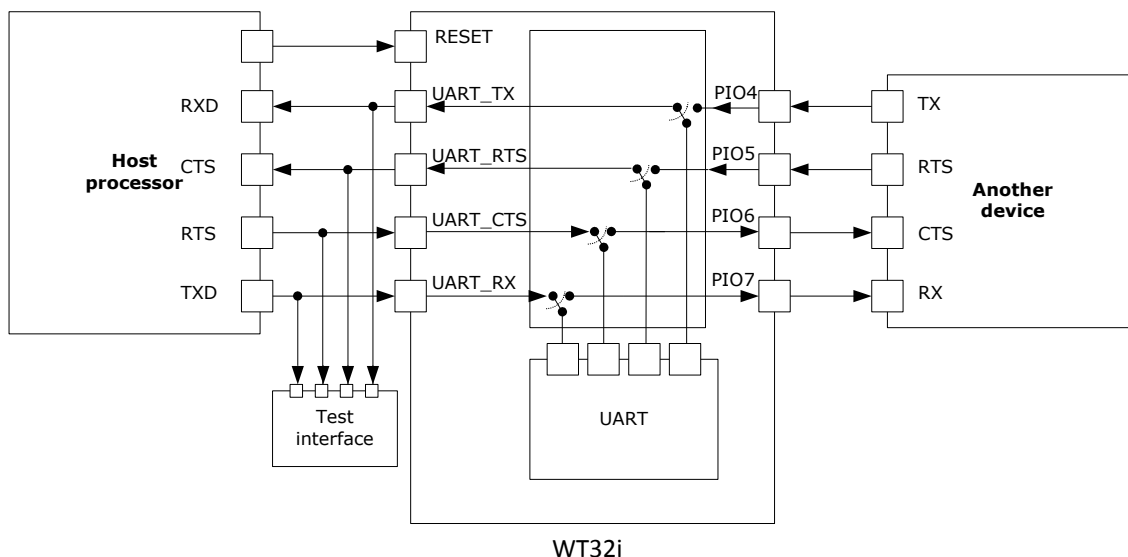 RESET
RXD
UART_TX
PIO4
TX
Host
processor
CTS
UART_RTS
PIO5
RTS
Another
device
RTS
UART_CTS
PIO6
CTS
TXD
UART_RX
PIO7
RX
Test
interface
UART
WT32i